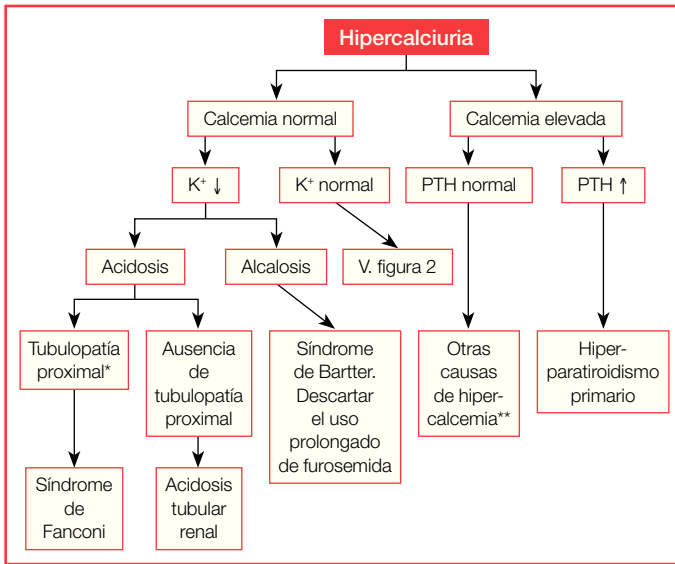 Hipercalciuria
Calcemia normal
Calcemia elevada
K+ ↓
K+ normal
PTH normal
PTH ↑
Acidosis
Alcalosis
V. figura 2
Tubulopatía
proximal*
Ausencia
de
tubulopatía
proximal
Síndrome
de Bartter.
Descartar
el uso
prolongado
de furosemida
Otras
causas
de hiper-
calcemia**
Hiper-
paratiroidismo
primario
Síndrome
de
Fanconi
Acidosis
tubular
renal